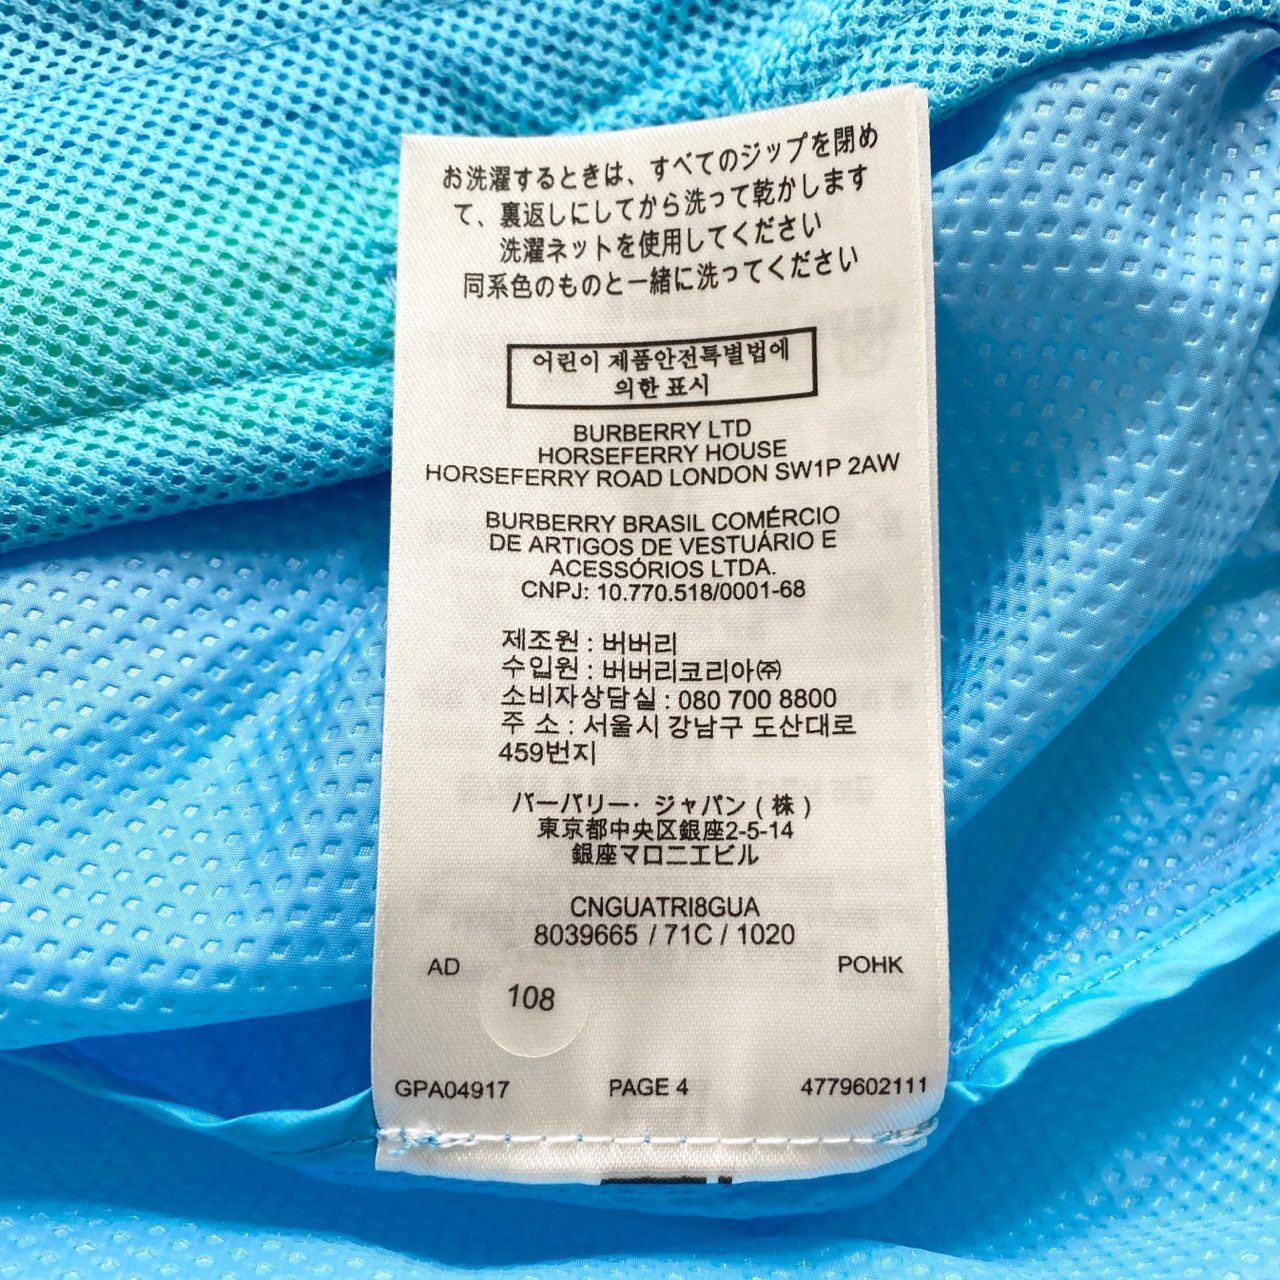 お洗濯するときは、すべてのジップを閉め
て、裏返しにしてから洗って乾かします
洗濯ネットを使用してください
同系色のものと一緒に洗ってください
어린이 제품안전특별법에
의한 표시
BURBERRY LTD
HORSEFERRY HOUSE
HORSEFERRY ROAD LONDON SW1P 2AW
BURBERRY BRASIL COMÉRCIO
DE ARTIGOS DE VESTUÁRIO E
ACESSÓRIOS LTDA.
CNPJ: 10.770.518/0001-68
제조원 : 버버리
수입원 : 버버리코리아㈜
소비자상담실 : 080 700 8800
주 소 : 서울시 강남구 도산대로
459번지
バーバリー・ジャパン ( 株 )
東京都中央区銀座2-5-14
銀座マロニエビル
CNGUATRI8GUA
8039665 / 71C / 1020
AD POHK
108
GPA04917 PAGE 4 4779602111